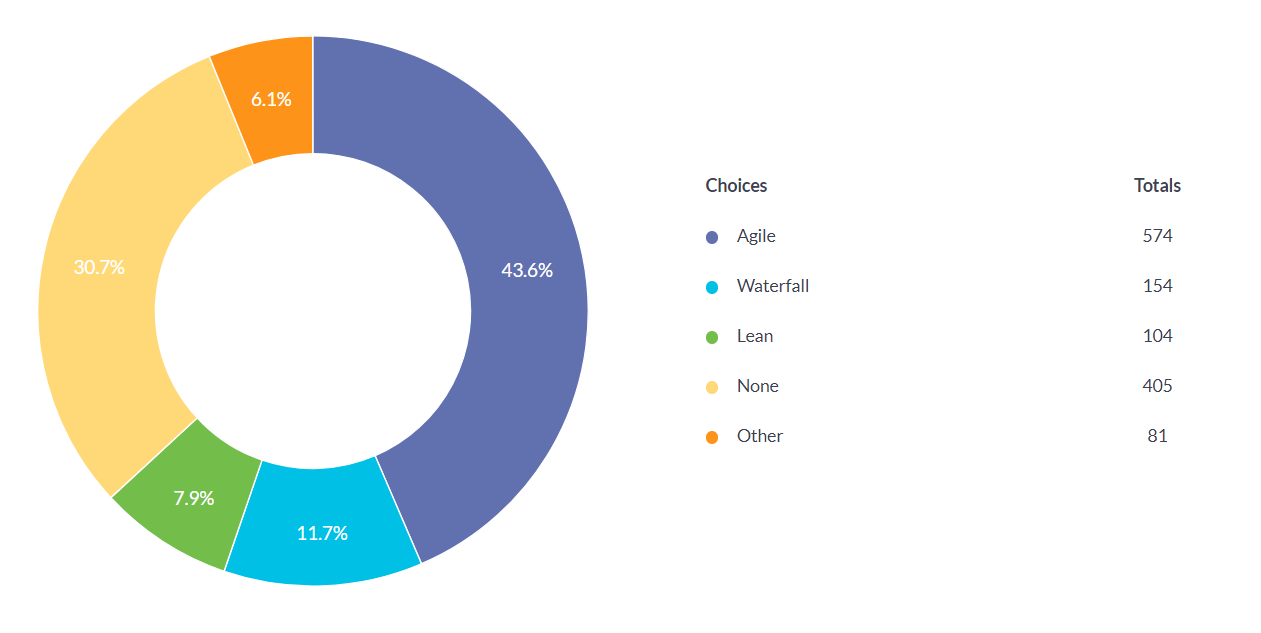 6.1%
30.7%
43.6%
7.9%
11.7%
Choices Totals
Agile 574
Waterfall 154
Lean 104
None 405
Other 81